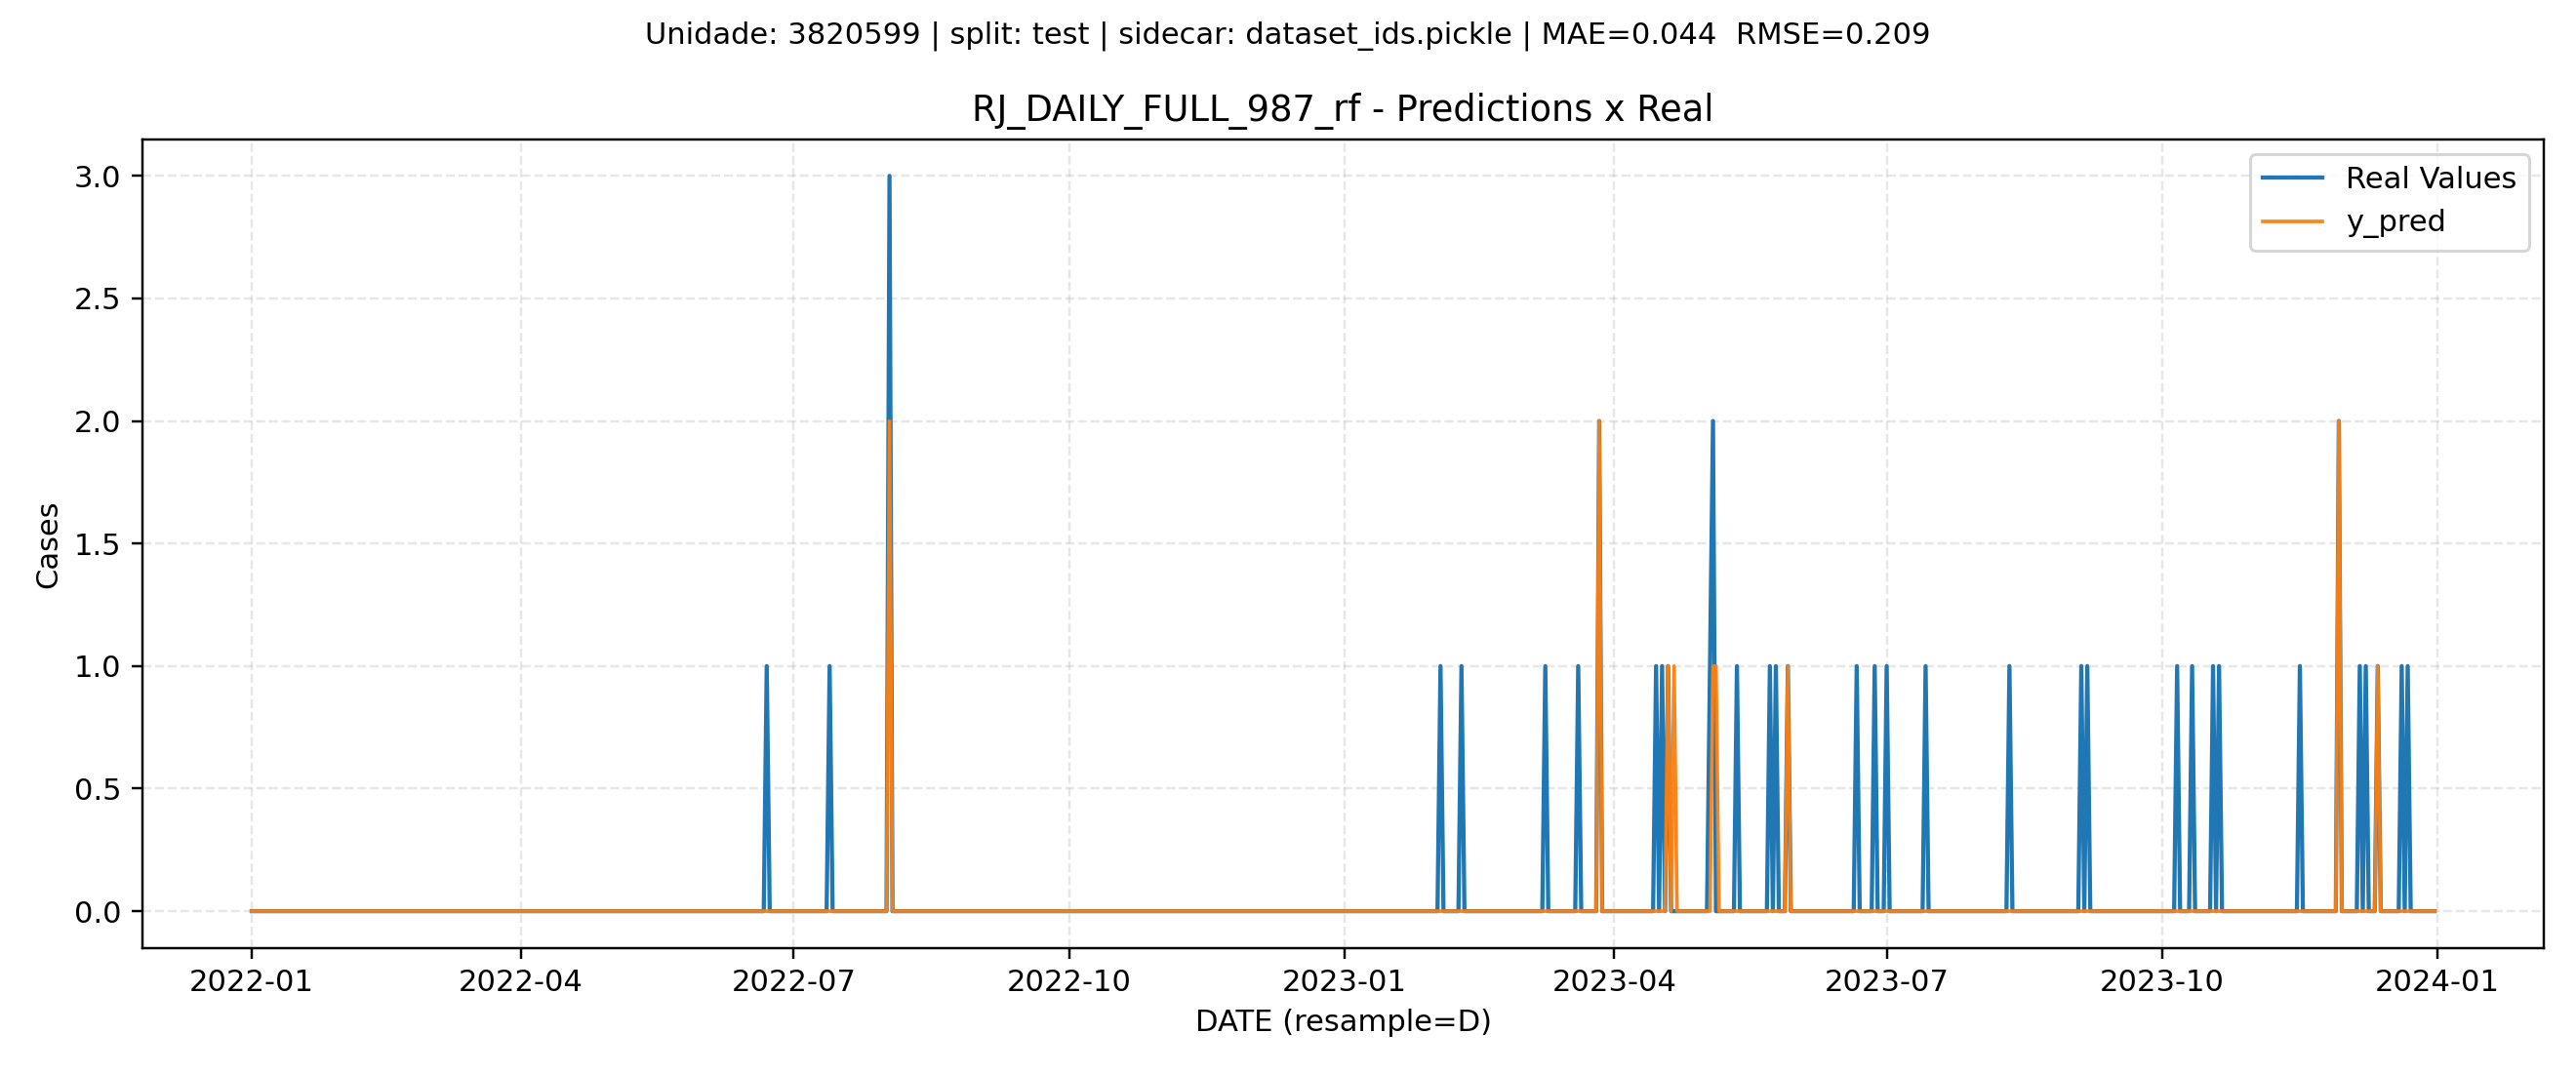 Unidade: 3820599 | split: test | sidecar: dataset_ids.pickle | MAE=0.044  RMSE=0.209
RJ_DAILY_FULL_987_rf - Predictions x Real
Real Values
y_pred
Cases
3.0
2.5
2.0
1.5
1.0
0.5
0.0
2022-01 2022-04 2022-07 2022-10 2023-01 2023-04 2023-07 2023-10 2024-01
DATE (resample=D)